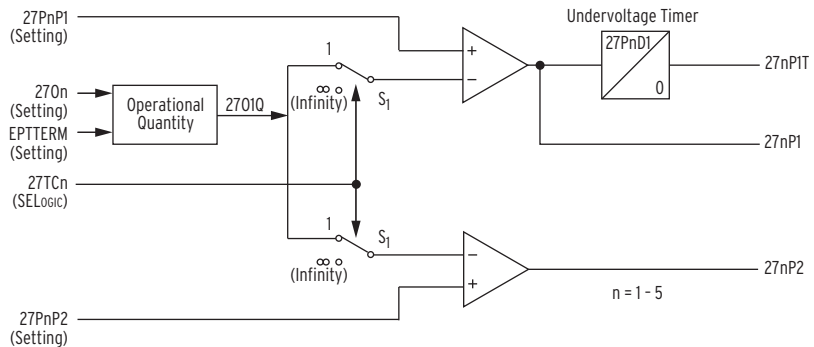 27PnP1
(Setting)
Undervoltage Timer
27PnD1
0
27nP1T
1
+
−
∞
(Infinity)
S1
27On
(Setting)
Operational
Quantity
27O1Q
EPTTERM
(Setting)
27nP1
27TCn
(SELOGIC)
1
S1
∞
(Infinity)
−
+
27nP2
n = 1 - 5
27PnP2
(Setting)